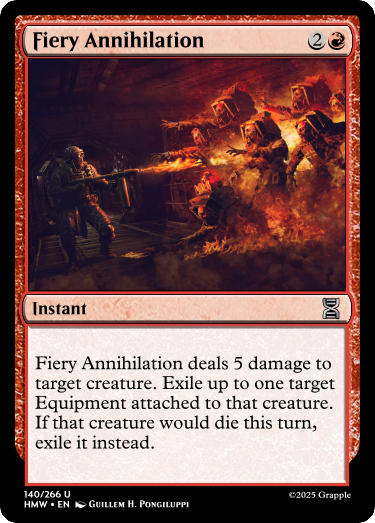 Fiery Annihilation 2
Instant
Fiery Annihilation deals 5 damage to
target creature. Exile up to one target
Equipment attached to that creature.
If that creature would die this turn,
exile it instead.
140/266 U
HMW • EN Guillem H. Pongiluppi
©2025 Grapple